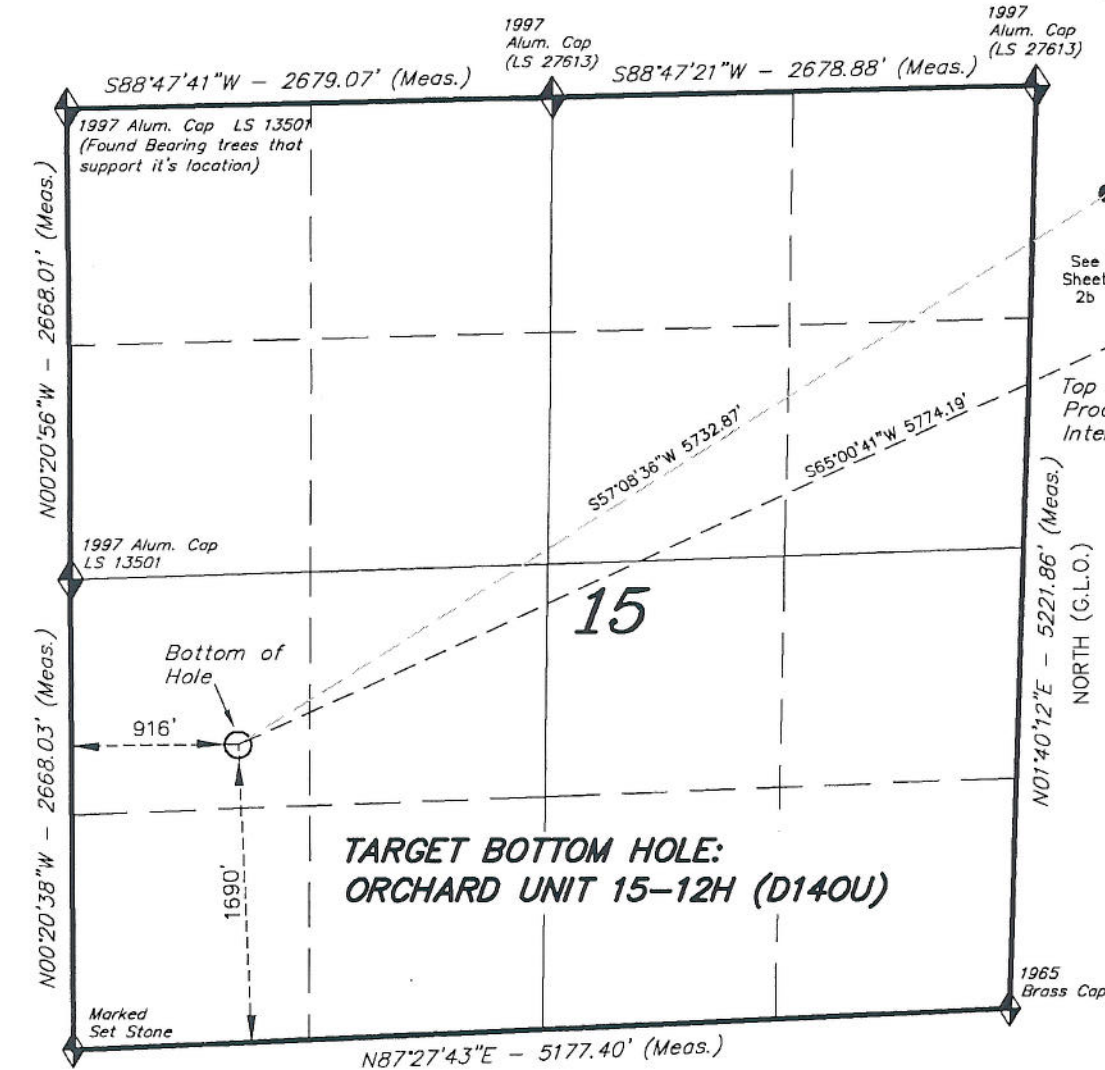 1997
Alum. Cap
(LS 27613)
1997
Alum. Cap
(LS 27613)
S88°47'41"W - 2679.07' (Meas.)
S88°47'21"W - 2678.88' (Meas.)
1997 Alum. Cap LS 13501
(Found Bearing trees that
support it's location)
N00°20'56"W - 2668.01' (Meas.)
See
Sheet
2b
Top
Inte
S57°08'36"W 5732.87'
S65°00'41"W 5774.19'
1997 Alum. Cap
LS 13501
15
N01°40'12"E - 5221.86' (Meas.)
NORTH (G.L.O.)
Bottom of
Hole
916'
N00°20'38"W - 2668.03' (Meas.)
1690'
TARGET BOTTOM HOLE:
ORCHARD UNIT 15-12H (D14OU)
Marked
Set Stone
1965
Brass Cap
N87°27'43"E - 5177.40' (Meas.)